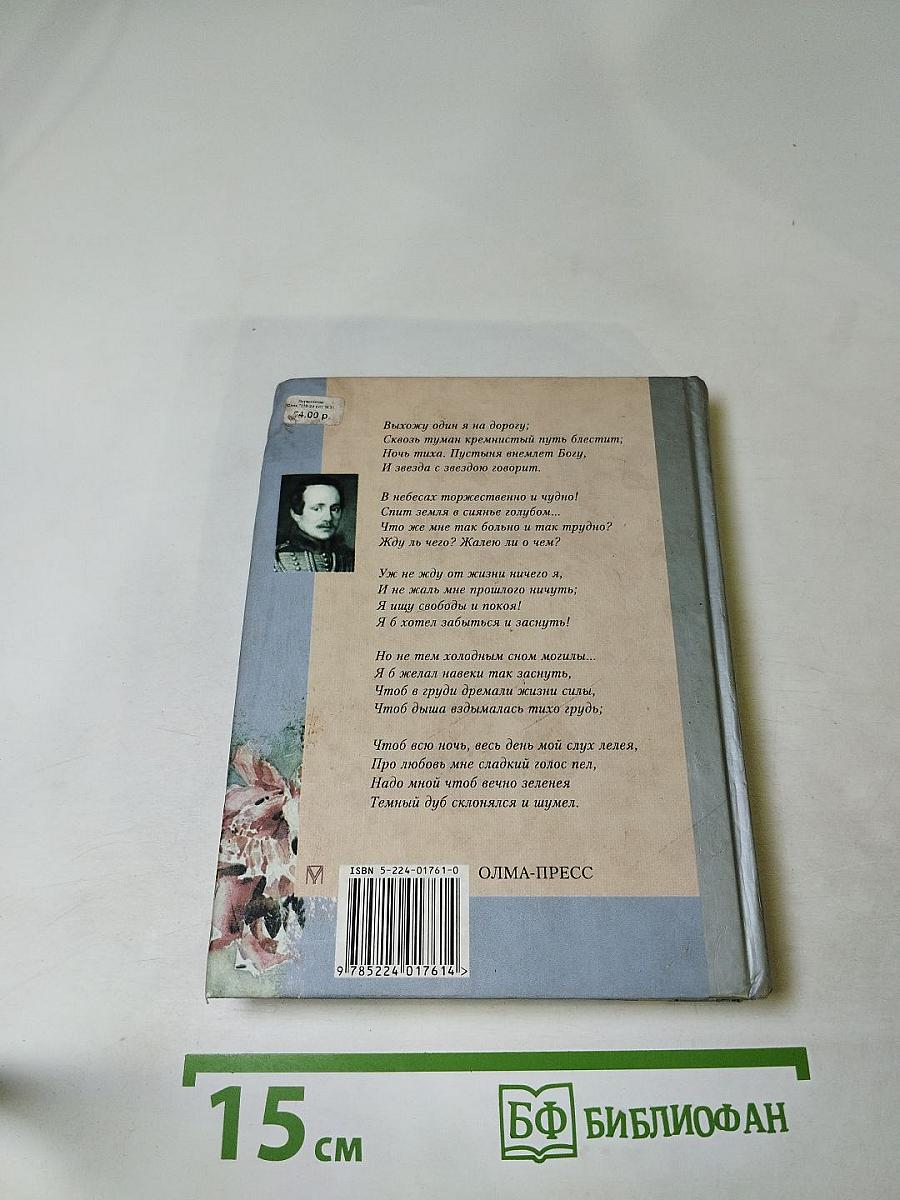 54.00 р.
Выхожу один я на дорогу;
Сквозь туман кремнистый путь блестит;
Ночь тиха. Пустыня внемлет Богу,
И звезда с звездою говорит.
В небесах торжественно и чудно!
Спит земля в сиянье голубом...
Что же мне так больно и так трудно?
Жду ль чего? Жалею ли о чем?
Уж не жду от жизни ничего я,
И не жаль мне прошлого ничуть;
Я ищу свободы и покоя!
Я б хотел забыться и заснуть!
Но не тем холодным сном могилы...
Я б желал навеки так заснуть,
Чтоб в груди дремали жизни силы,
Чтоб дыша вздымалась тихо грудь;
Чтоб всю ночь, весь день мой слух лелея,
Про любовь мне сладкий голос пел,
Надо мной чтоб вечно зеленея
Темный дуб склонялся и шумел.
ISBN 5-224-01761-0
ОЛМА-ПРЕСС
9 785224 017614 >
15 см
БФ БИБЛИОФАН